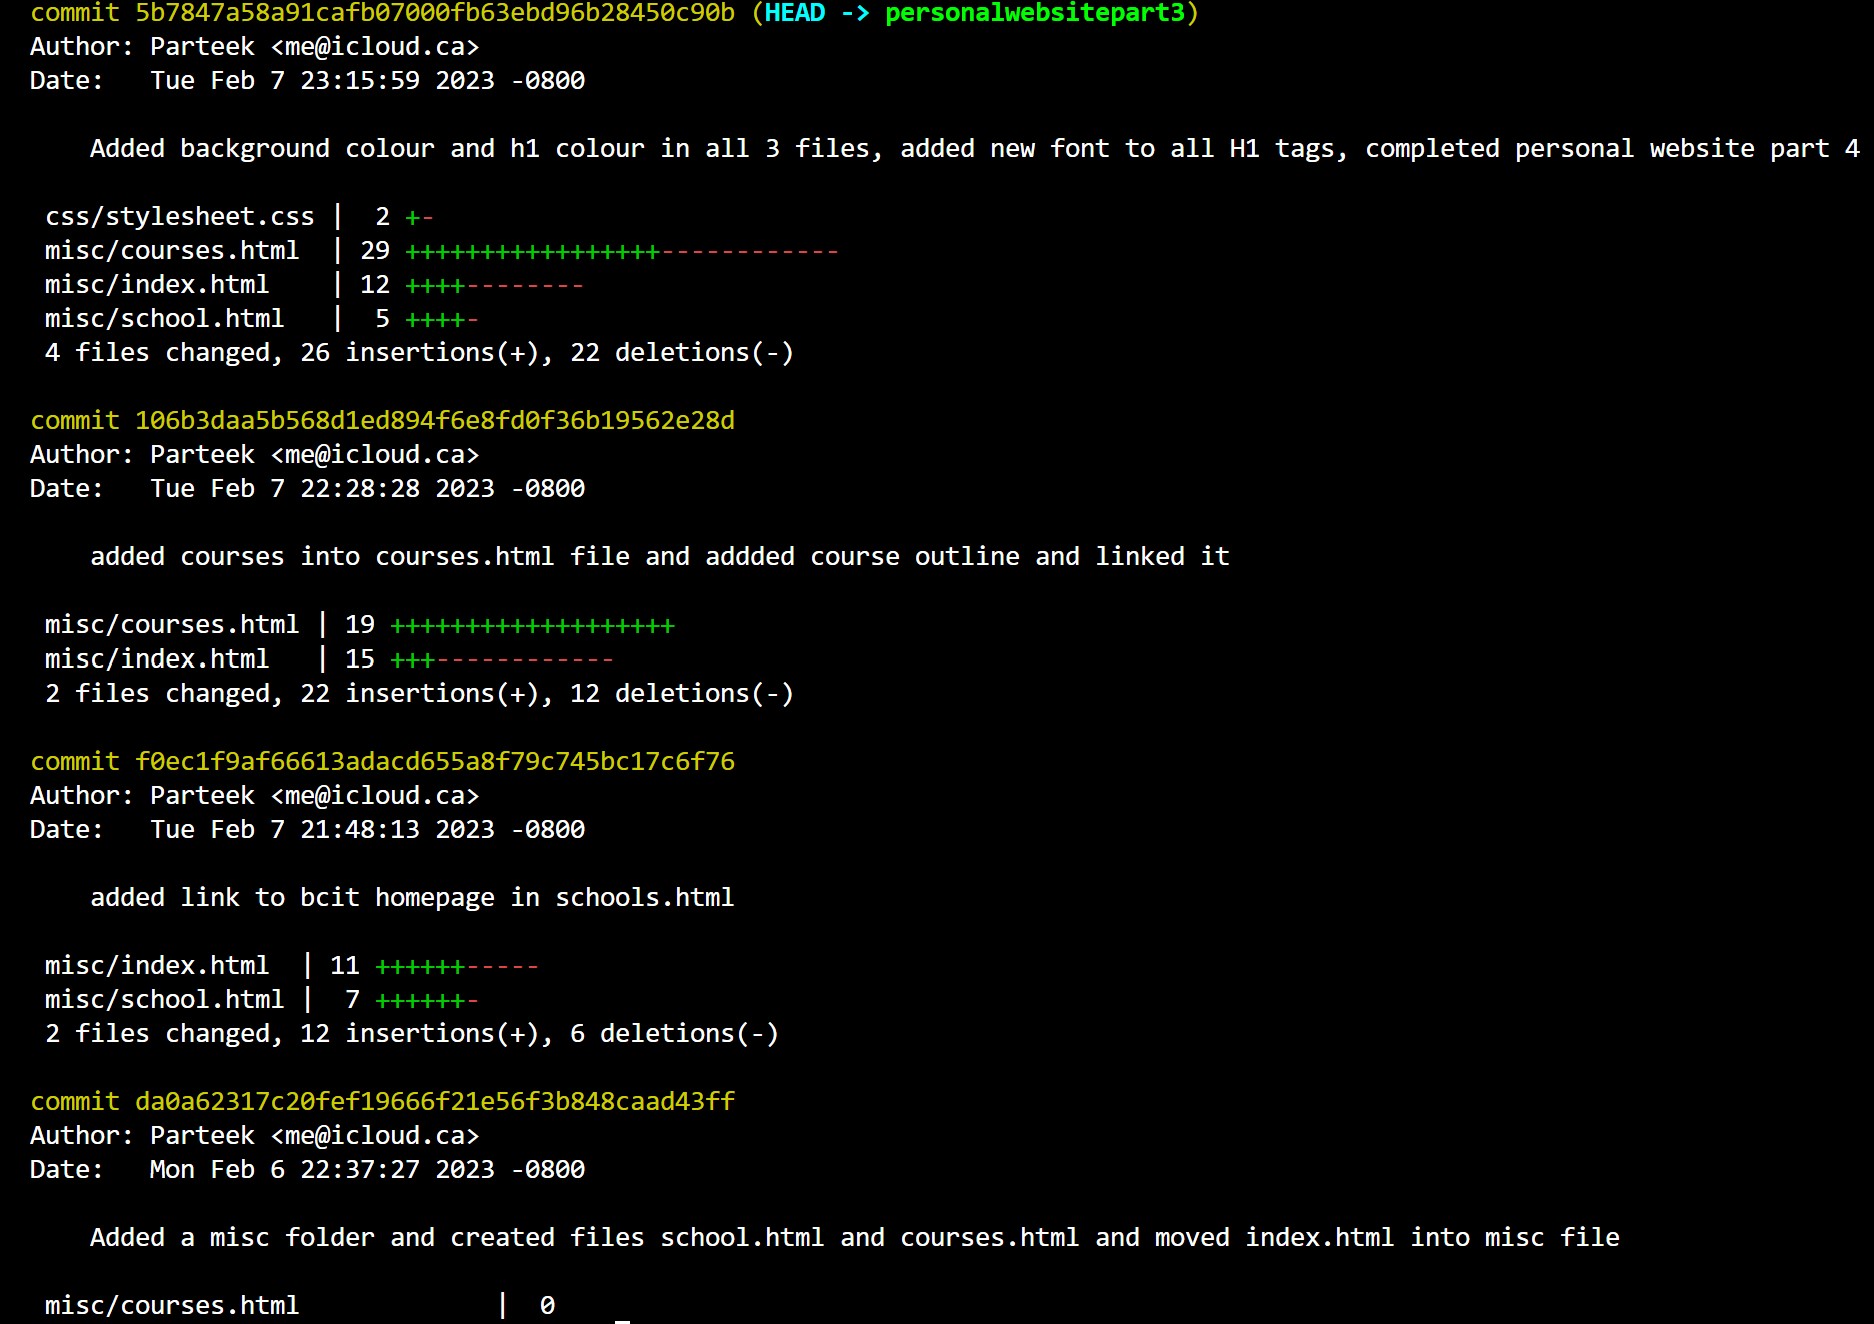 commit 5b7847a58a91cafb07000fb63ebd96b28450c90b (HEAD -> personalwebsitepart3)
Author: Parteek <me@icloud.ca>
Date:   Tue Feb 7 23:15:59 2023 -0800

    Added background colour and h1 colour in all 3 files, added new font to all H1 tags, completed personal website part 4

 css/stylesheet.css |  2 +-
 misc/courses.html  | 29 +++++++++++++++++------------
 misc/index.html    | 12 ++++--------
 misc/school.html   |  5 ++++-
 4 files changed, 26 insertions(+), 22 deletions(-)

commit 106b3daa5b568d1ed894f6e8fd0f36b19562e28d
Author: Parteek <me@icloud.ca>
Date:   Tue Feb 7 22:28:28 2023 -0800

    added courses into courses.html file and addded course outline and linked it

 misc/courses.html | 19 +++++++++++++++++++
 misc/index.html   | 15 +++------------
 2 files changed, 22 insertions(+), 12 deletions(-)

commit f0ec1f9af66613adacd655a8f79c745bc17c6f76
Author: Parteek <me@icloud.ca>
Date:   Tue Feb 7 21:48:13 2023 -0800

    added link to bcit homepage in schools.html

 misc/index.html  | 11 ++++++-----
 misc/school.html |  7 ++++++-
 2 files changed, 12 insertions(+), 6 deletions(-)

commit da0a62317c20fef19666f21e56f3b848caad43ff
Author: Parteek <me@icloud.ca>
Date:   Mon Feb 6 22:37:27 2023 -0800

    Added a misc folder and created files school.html and courses.html and moved index.html into misc file

 misc/courses.html             |  0